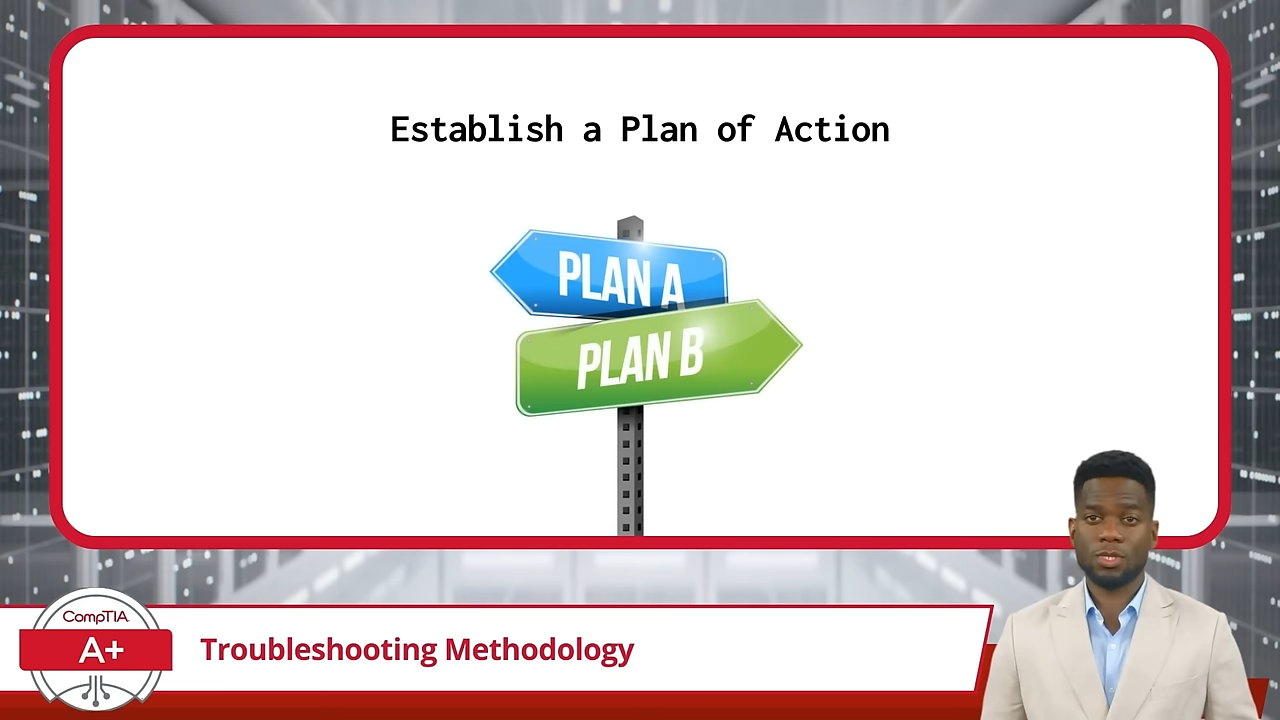 Establish a Plan of Action
PLAN A
PLAN B
CompTIA
A+
Troubleshooting Methodology